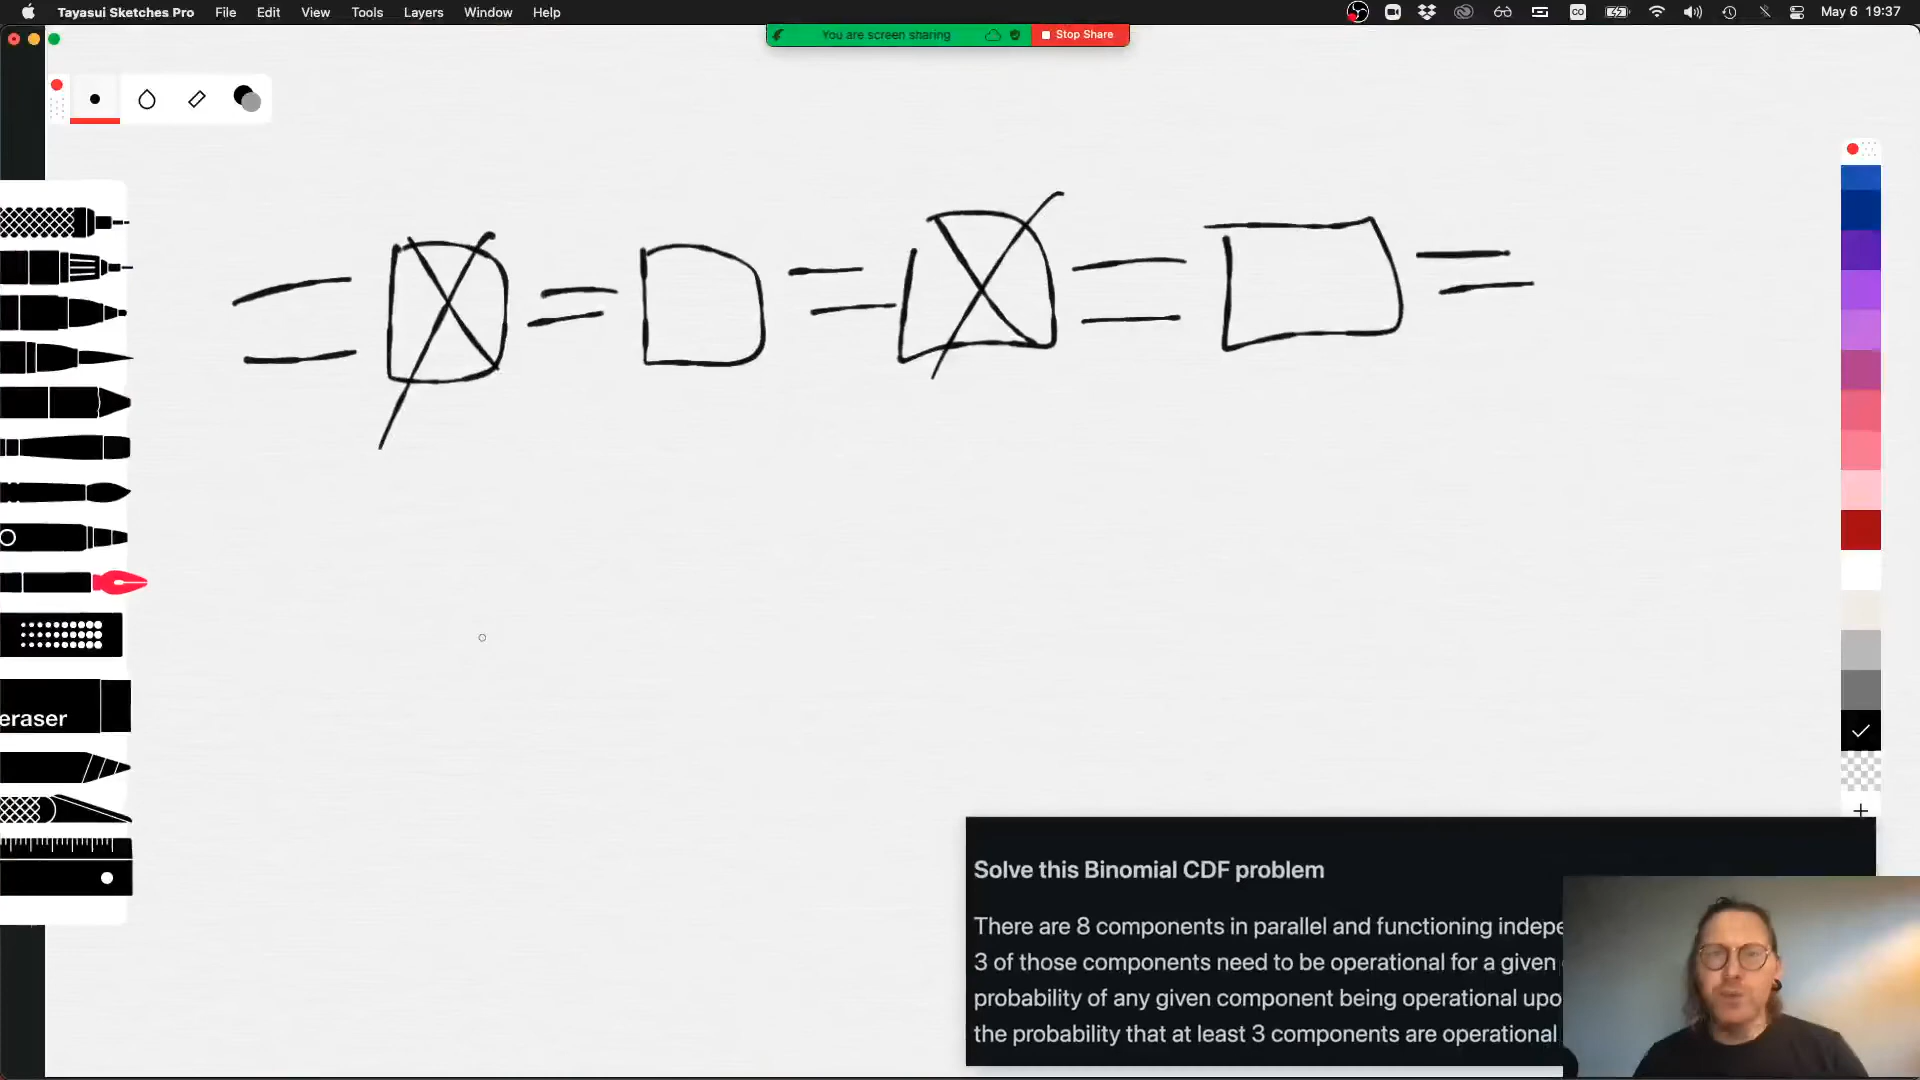 Tayasui Sketches Pro File Edit View Tools Layers Window Help
May 6 19:37
You are screen sharing
Stop Share
eraser
Solve this Binomial CDF problem
There are 8 components in parallel and functioning
3 of those components need to be operational for a given
probability of any given component being operational
the probability that at least 3 components are operational